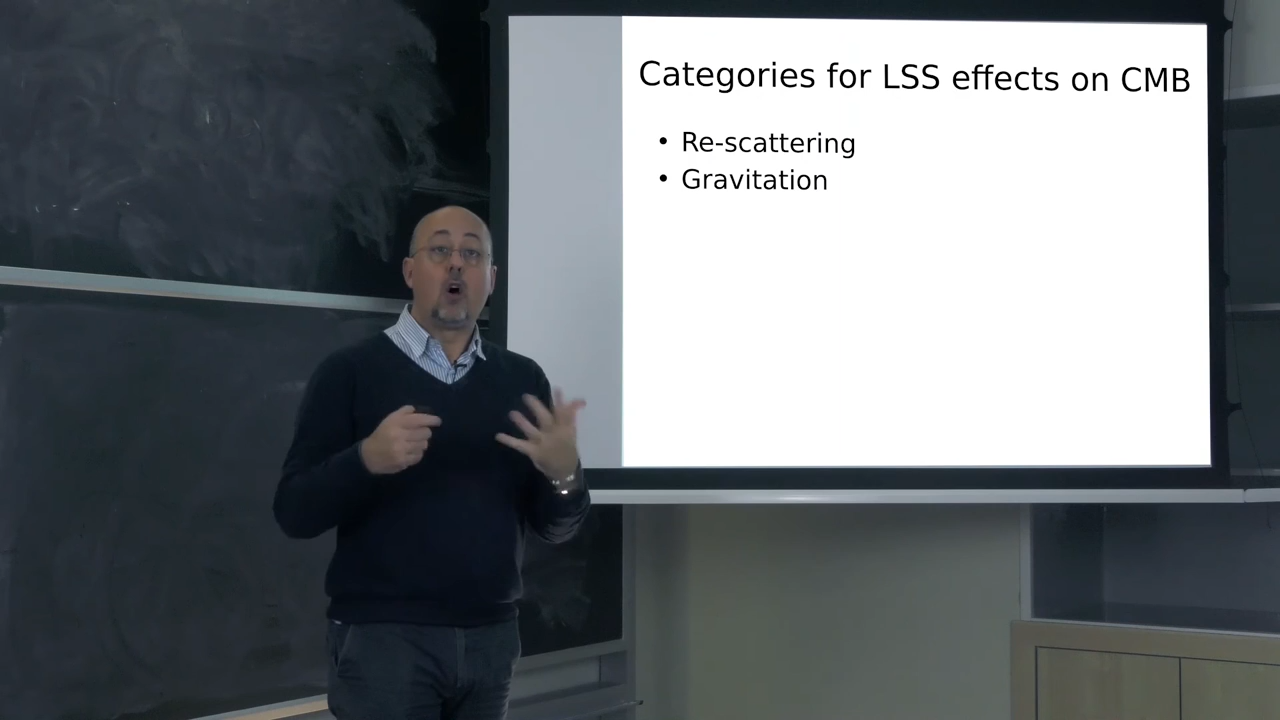 Categories for LSS effects on CMB
• Re-scattering
• Gravitation